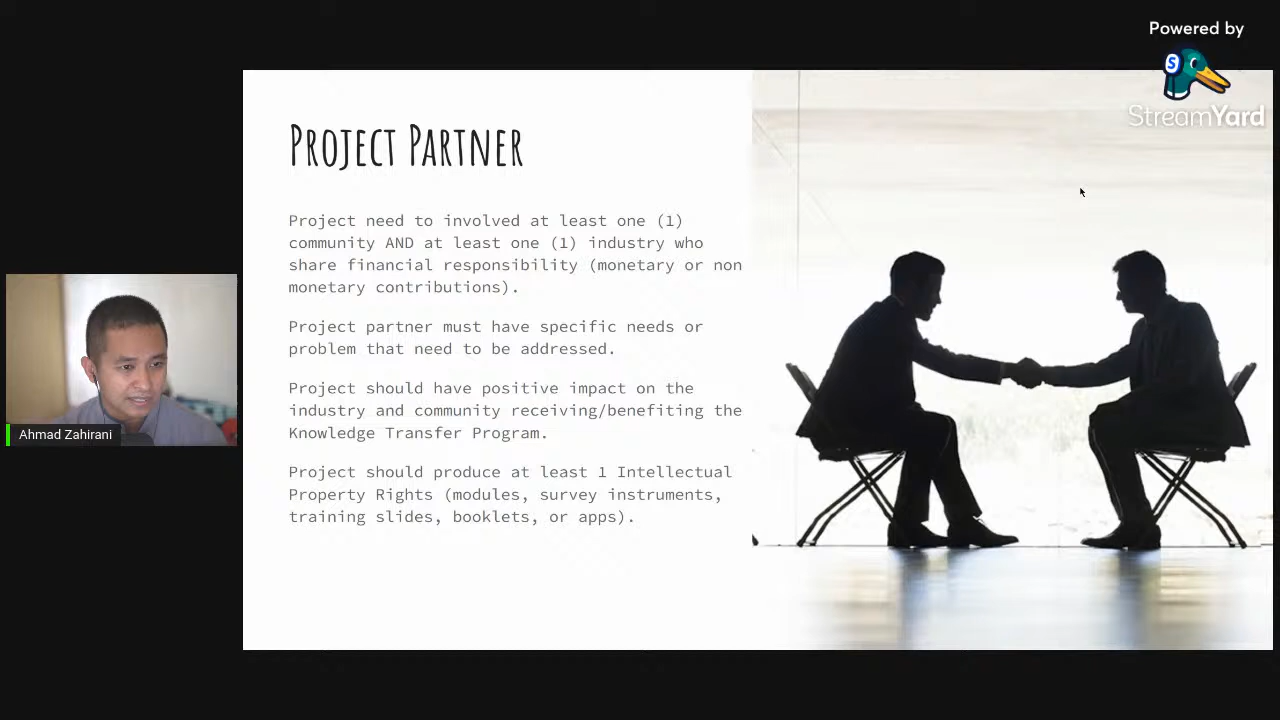 Powered by
S
StreamYard
Project Partner
Project need to involved at least one (1)
community AND at least one (1) industry who
share financial responsibility (monetary or non
monetary contributions).
Project partner must have specific needs or
problem that need to be addressed.
Project should have positive impact on the
industry and community receiving/benefiting the
Knowledge Transfer Program.
Project should produce at least 1 Intellectual
Property Rights (modules, survey instruments,
training slides, booklets, or apps).
Ahmad Zahirani